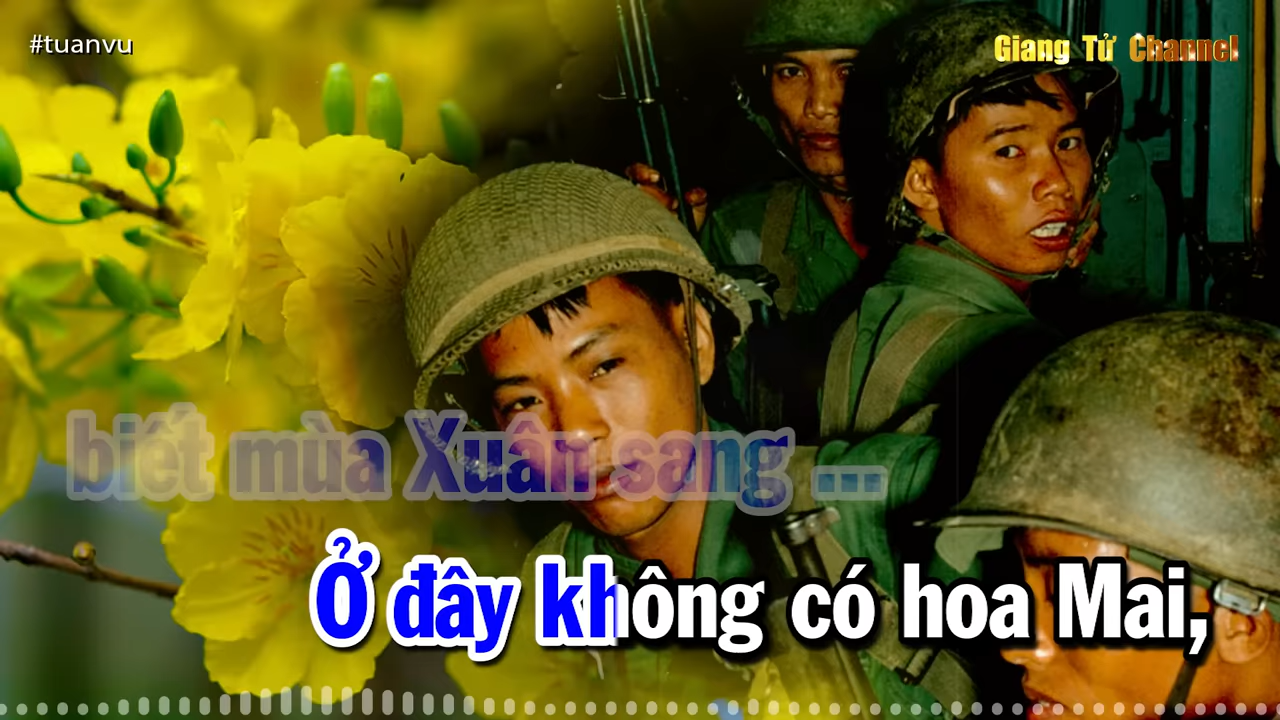 #tuanvu
Giang Tử Channel
biết mùa Xuân sang ...
Ở đây không có hoa Mai,